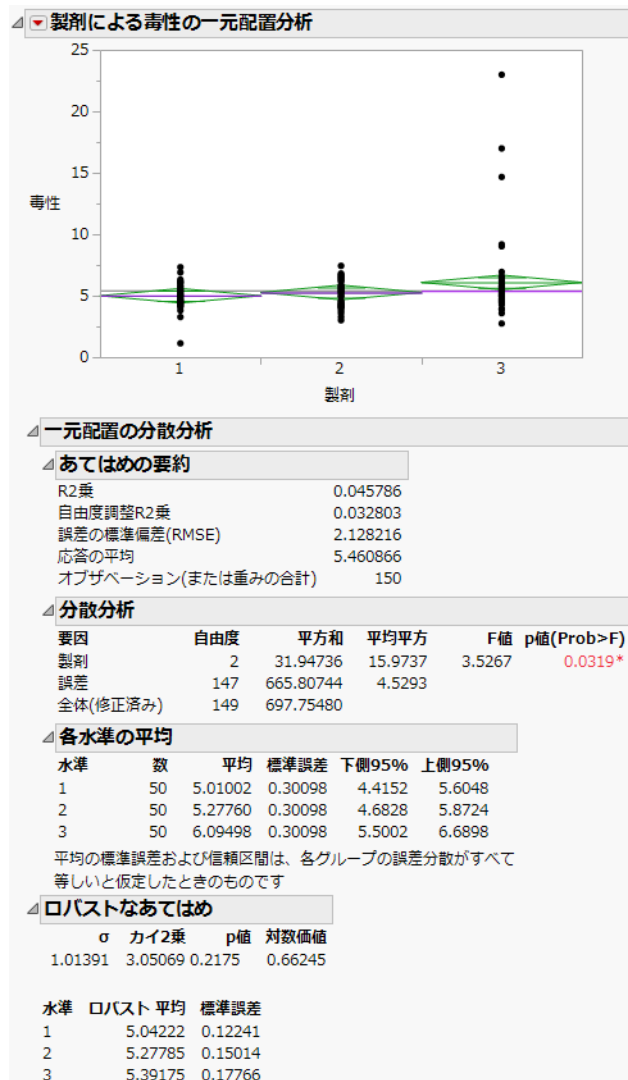 製剤による毒性の一元配置分析
25
20
15
毒性
10
5
0
1 2 3
製剤
一元配置の分散分析
あてはめの要約
R2乗 0.045786
自由度調整R2乗 0.032803
誤差の標準偏差(RMSE) 2.128216
応答の平均 5.460866
オブザベーション(または重みの合計) 150
分散分析
要因 自由度 平方和 平均平方 F値 p値(Prob>F)
製剤 2 31.94736 15.9737 3.5267 0.0319*
誤差 147 665.80744 4.5293
全体(修正済み) 149 697.75480
各水準の平均
水準 数 平均 標準誤差 下側95% 上側95%
1 50 5.01002 0.30098 4.4152 5.6048
2 50 5.27760 0.30098 4.6828 5.8724
3 50 6.09498 0.30098 5.5002 6.6898
平均の標準誤差および信頼区間は、各グループの誤差分散がすべて
等しいと仮定したときのものです
ロバストなあてはめ
σ カイ2乗 p値 対数価値
1.01391 3.05069 0.2175 0.66245
水準 ロバスト 平均 標準誤差
1 5.04222 0.12241
2 5.27785 0.15014
3 5.39175 0.17766